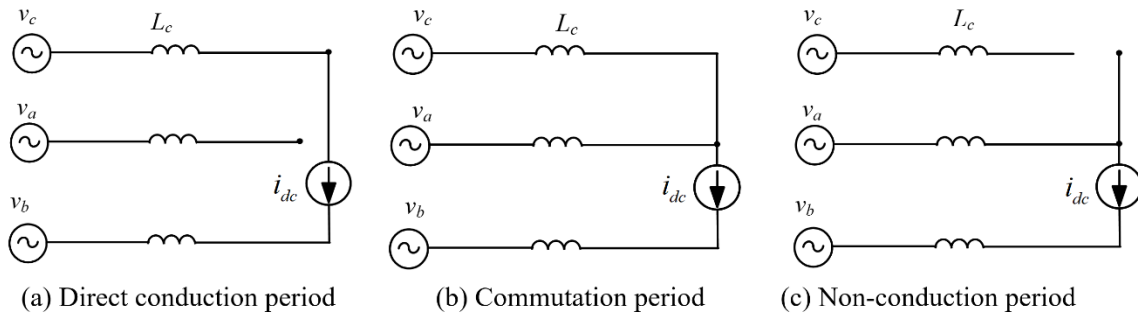 v_c L_c v_c L_c v_c L_c
v_a v_a v_a
i_dc i_dc i_dc
v_b v_b v_b
(a) Direct conduction period (b) Commutation period (c) Non-conduction period